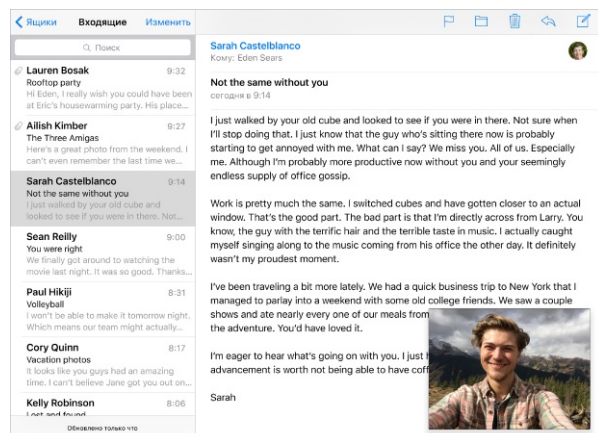 Ящики Входящие Изменить
Поиск
Lauren Bosak 9:32
Rooftop party
Hi Eden, I really wish you could have been
at Eric's housewarming party. His place...
Ailish Kimber 9:27
The Three Amigas
Here's a great photo from the weekend. I
can't even remember the last time we...
Sarah Castelblanco 9:14
Not the same without you
I just walked by your old cube and
looked to see if you were in there. Not...
Sean Reilly 9:00
You were right
We finally got around to watching the
movie last night. It was so good. Thanks...
Paul Hikiji 8:31
Volleyball
I won't be able to make it tomorrow night.
Which means our team might actually...
Cory Quinn 8:17
Vacation photos
It looks like you guys had an amazing
time. I can't believe Jane got you out on...
Kelly Robinson 8:06
Lost and found
Обновлено только что
Sarah Castelblanco
Кому: Eden Sears
Not the same without you
сегодня в 9:14
I just walked by your old cube and looked to see if you were in there. Not sure when
I'll stop doing that. I just know that the guy who's sitting there now is probably
starting to get annoyed with me. What can I say? We miss you. All of us. Especially
me. Although I'm probably more productive now without you and your seemingly
endless supply of office gossip.
Work is pretty much the same. I switched cubes and have gotten closer to an actual
window. That's the good part. The bad part is that I'm directly across from Larry. You
know, the guy with the terrific hair and the terrible taste in music. I actually caught
myself singing along to the music coming from his office the other day. It definitely
wasn't my proudest moment.
I've been traveling a bit more lately. We had a quick business trip to New York that I
managed to parlay into a weekend with some old college friends. We saw a couple
shows and ate nearly every one of our meals from
the adventure. You'd have loved it.
I'm eager to hear what's going on with you. I just
advancement is worth not being able to have
Sarah